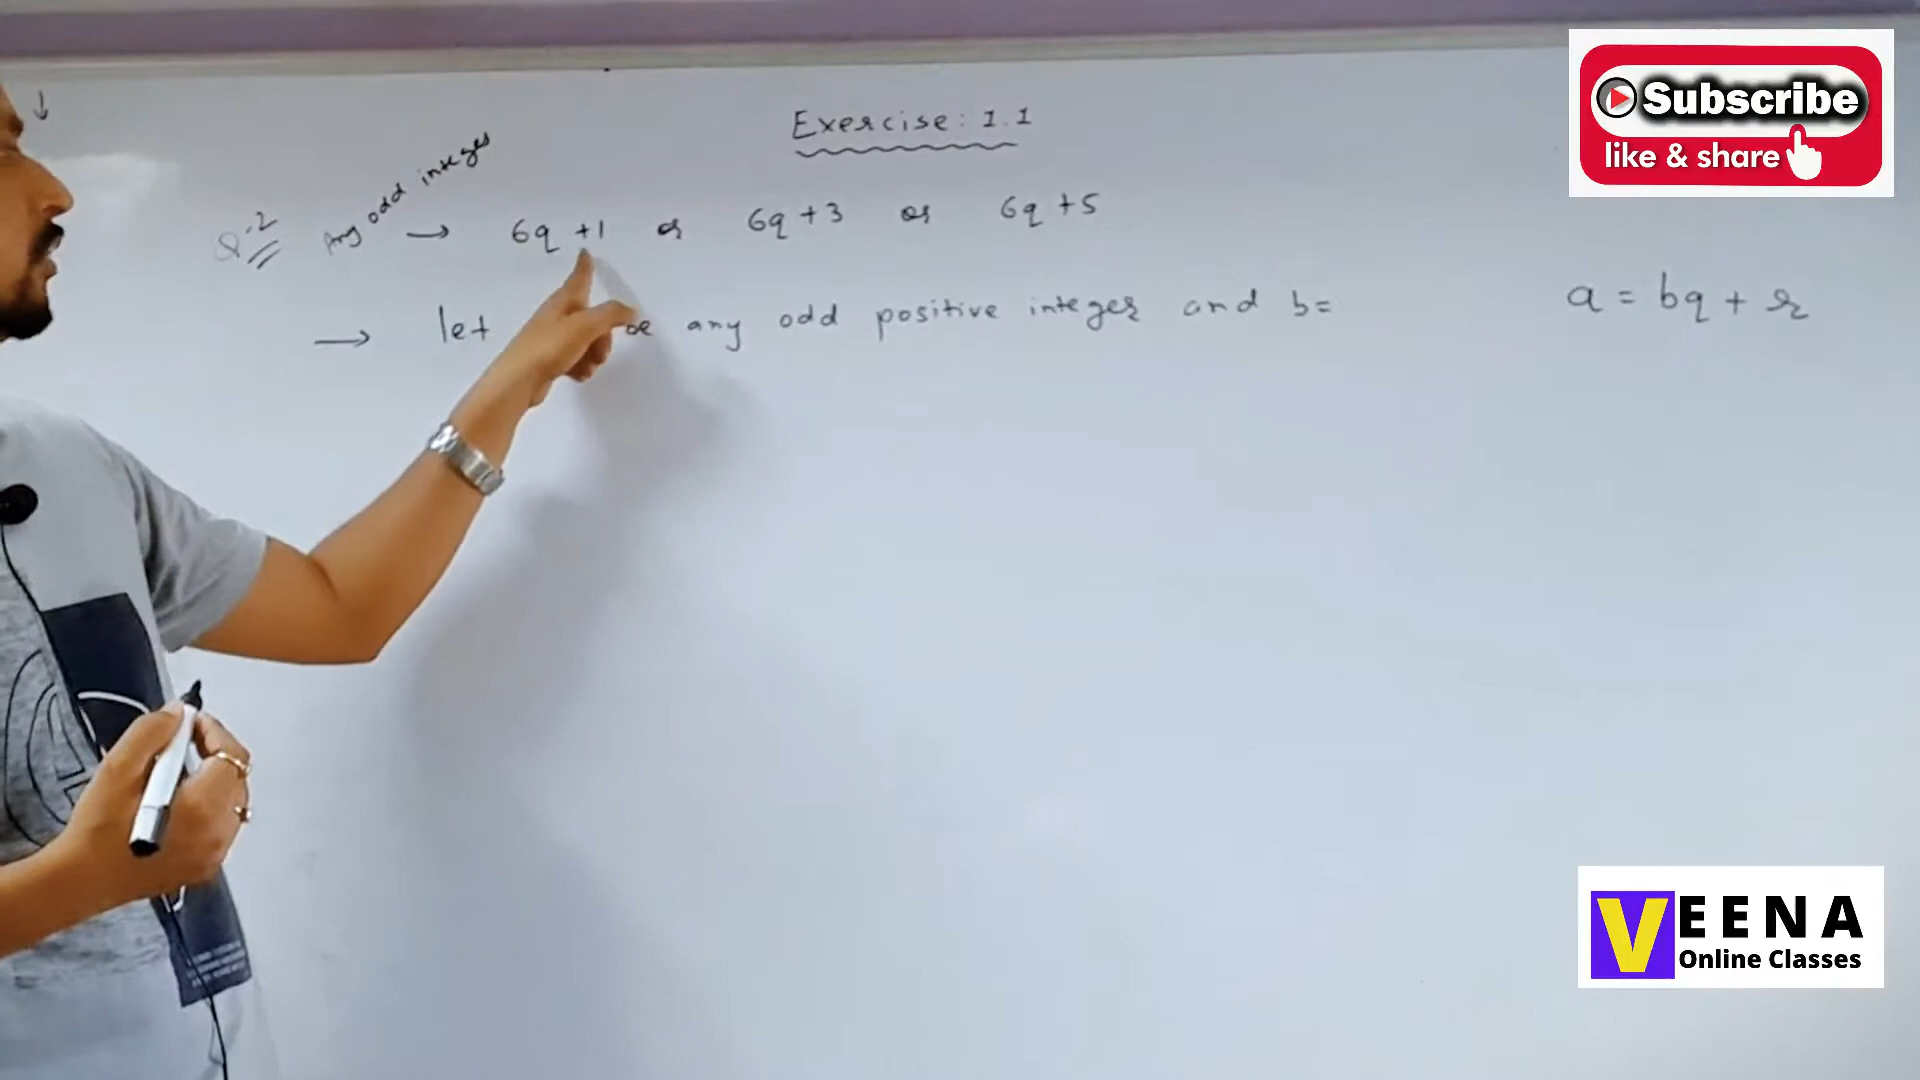 Exercise: 1.1
Q-2 Any odd integer → 6q +1 or 6q +3 or 6q +5
→ let be any odd positive integer and b=
a = bq + r
Subscribe
like & share
VEENA
Online Classes